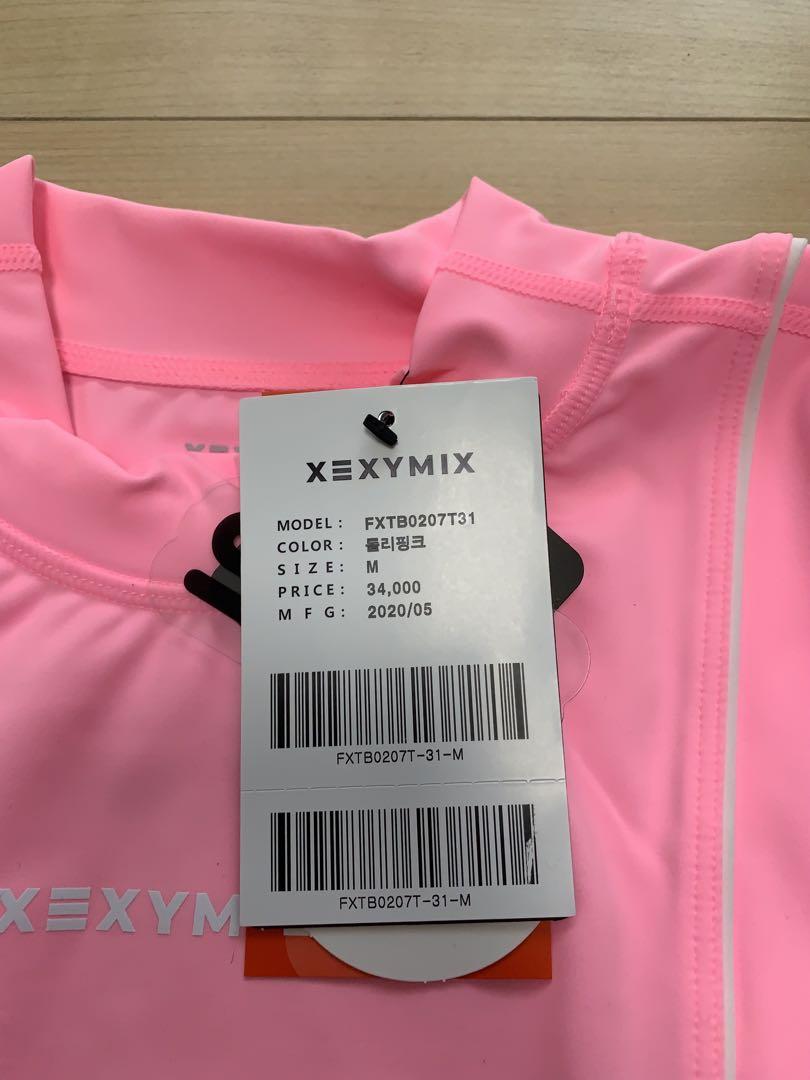 XEXYMIX
MODEL: FXTB0207T31
COLOR: 돌리핑크
SIZE: M
PRICE: 34,000
MFG: 2020/05
FXTB0207T-31-M
FXTB0207T-31-M
XEXYM